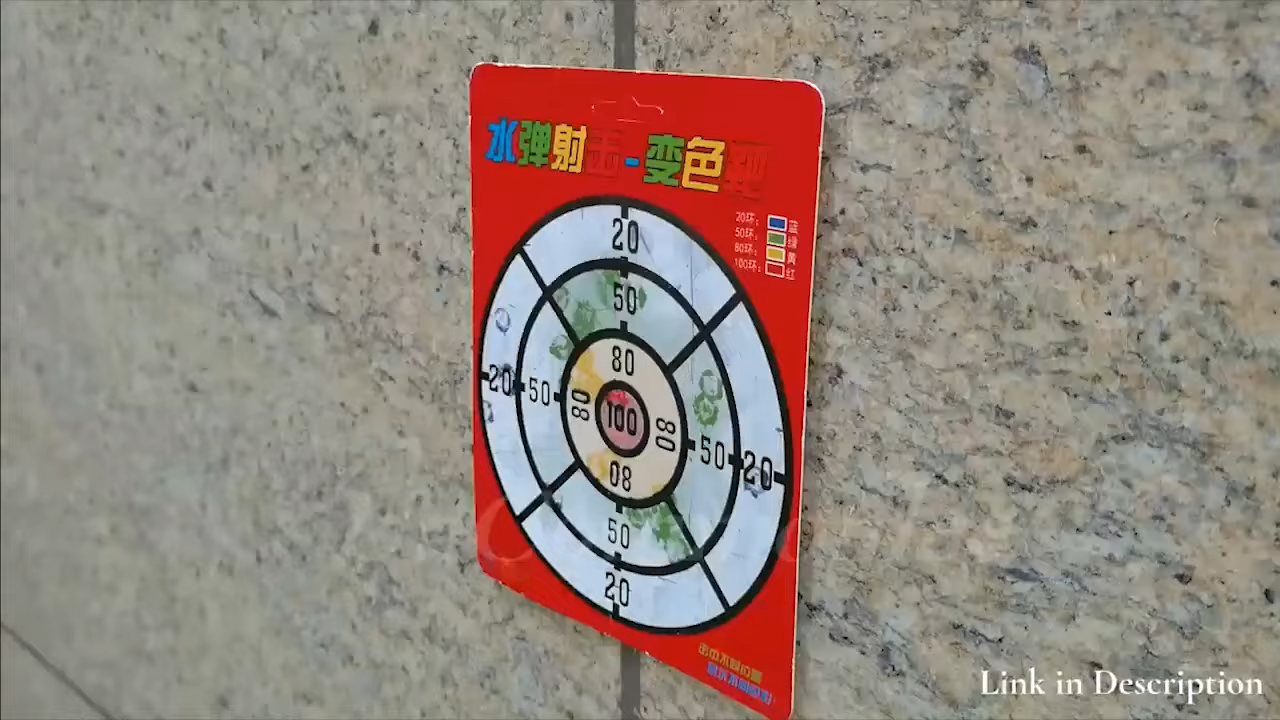 水弹射击-变色靶
20环: 蓝
50环: 绿
80环: 黄
100环: 红
20
50
80
20 50 80 100 80 50 20
80
50
20
Link in Description